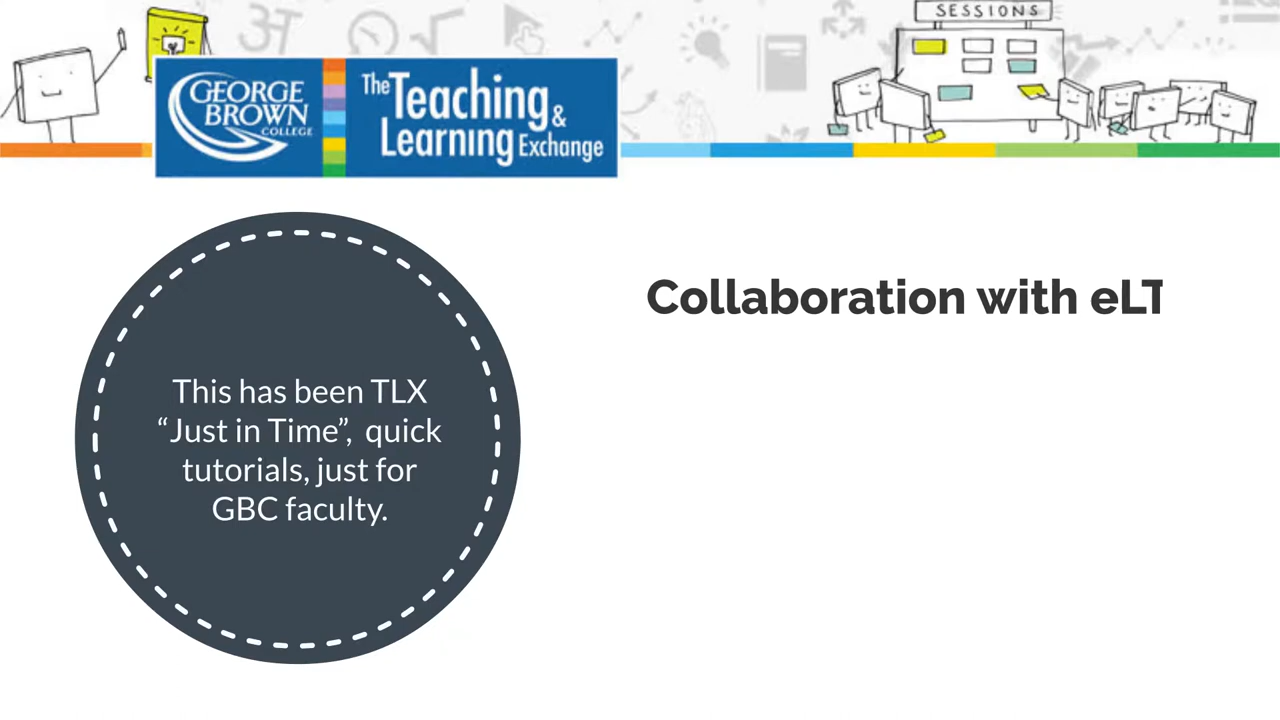 SESSIONS
GEORGE
BROWN
COLLEGE
The Teaching &
Learning Exchange
Collaboration with eLT
This has been TLX
“Just in Time”, quick
tutorials, just for
GBC faculty.